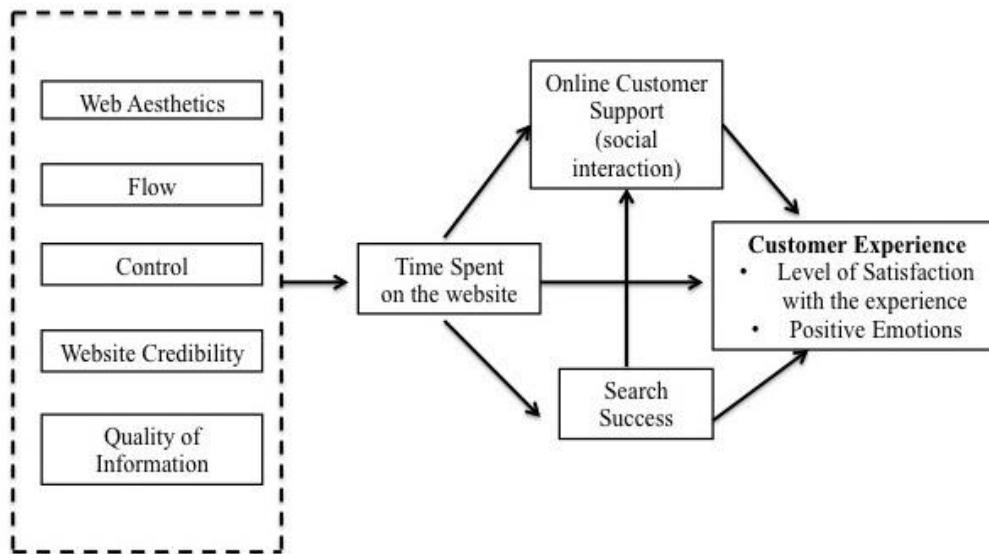 Web Aesthetics
Flow
Control
Website Credibility
Quality of
Information
Time Spent
on the website
Online Customer
Support
(social
interaction)
Search
Success
Customer Experience
• Level of Satisfaction
with the experience
• Positive Emotions